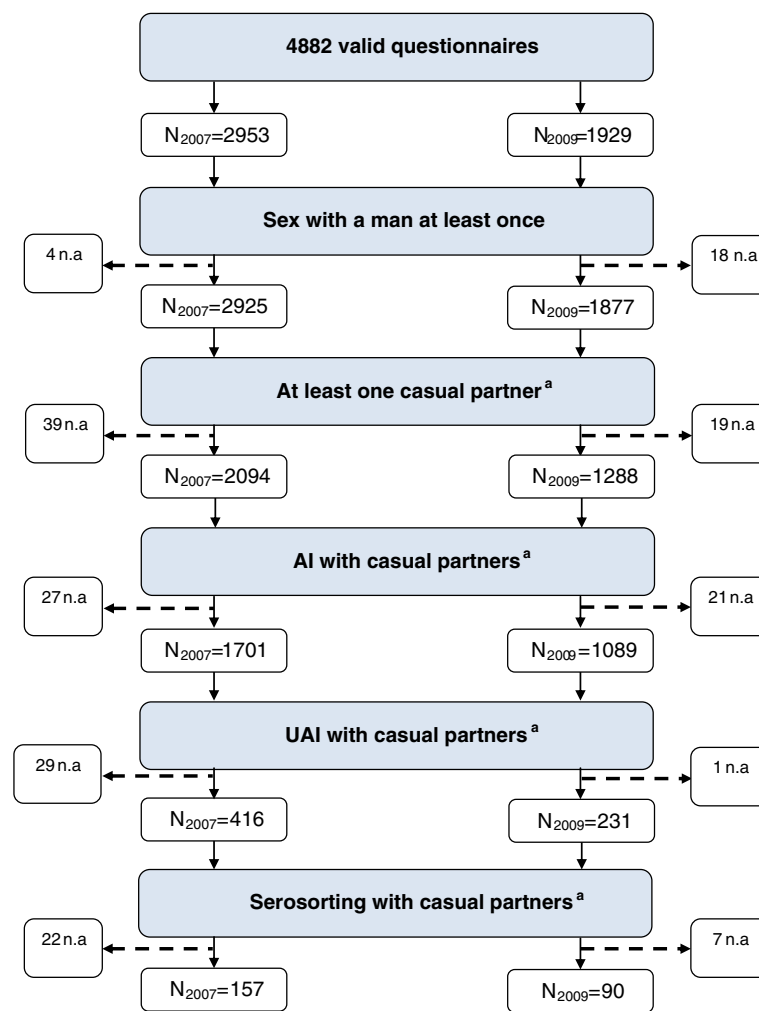 4882 valid questionnaires
N2007=2953
N2009=1929
Sex with a man at least once
4 n.a
18 n.a
N2007=2925
N2009=1877
At least one casual partner a
39 n.a
19 n.a
N2007=2094
N2009=1288
AI with casual partners a
27 n.a
21 n.a
N2007=1701
N2009=1089
UAI with casual partners a
29 n.a
1 n.a
N2007=416
N2009=231
Serosorting with casual partners a
22 n.a
7 n.a
N2007=157
N2009=90